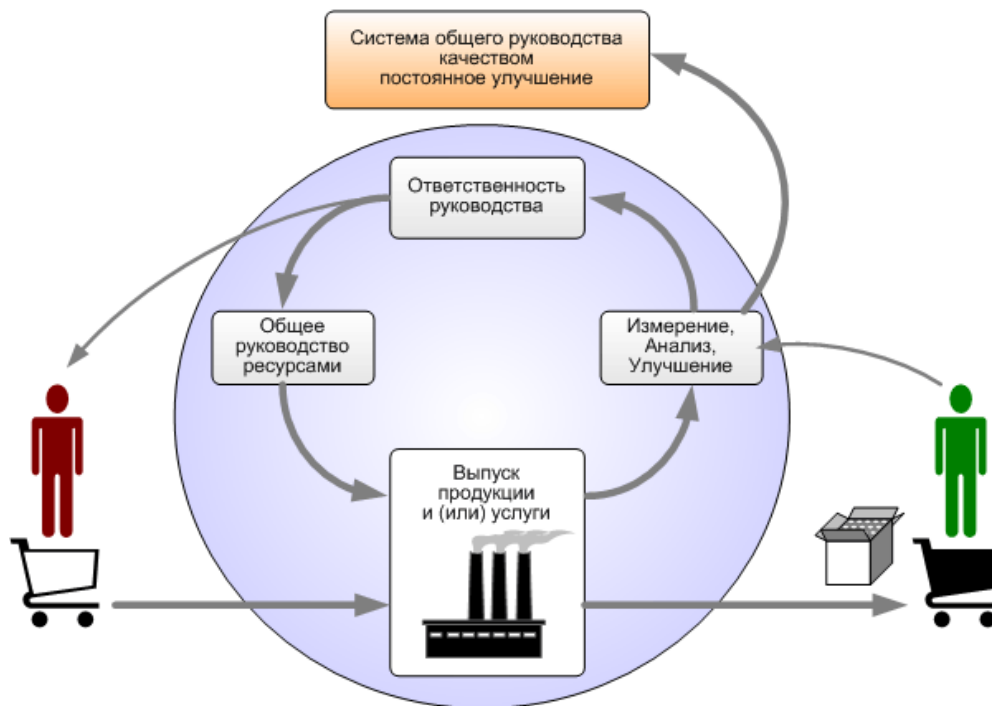 Система общего руководства
качеством
постоянное улучшение
Ответственность
руководства
Общее
руководство
ресурсами
Измерение,
Анализ,
Улучшение
Выпуск
продукции
и (или) услуги